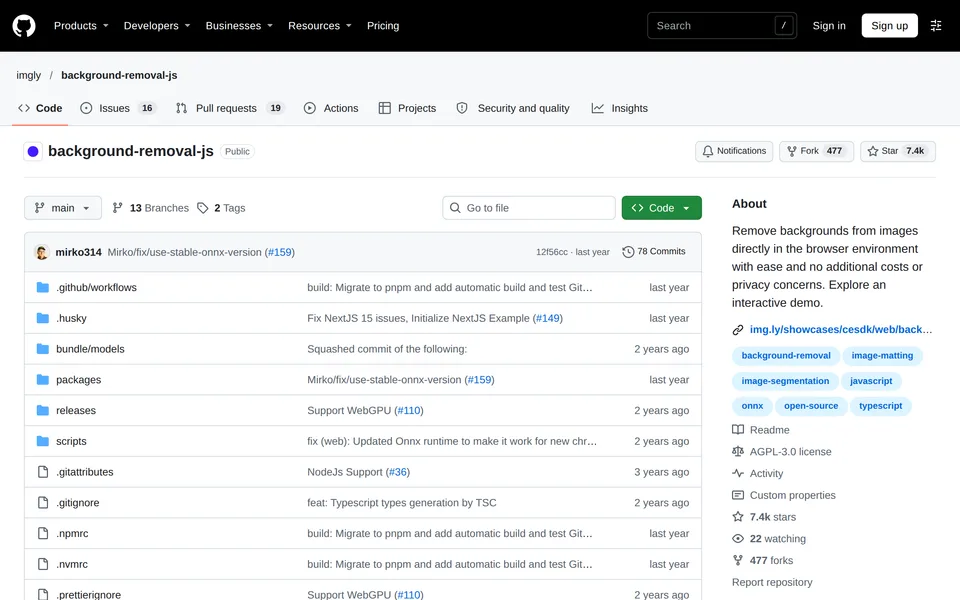 Products Developers Businesses Resources Pricing Search / Sign in Sign up
imgly / background-removal-js
Code Issues 16 Pull requests 19 Actions Projects Security and quality Insights
background-removal-js Public Notifications Fork 477 Star 7.4k
main 13 Branches 2 Tags Go to file Code
mirko314 Mirko/fix/use-stable-onnx-version (#159) 12f56cc · last year 78 Commits
.github/workflows build: Migrate to pnpm and add automatic build and test Git… last year
.husky Fix NextJS 15 issues, Initialize NextJS Example (#149) last year
bundle/models Squashed commit of the following: 2 years ago
packages Mirko/fix/use-stable-onnx-version (#159) last year
releases Support WebGPU (#110) 2 years ago
scripts fix (web): Updated Onnx runtime to make it work for new chr… 2 years ago
.gitattributes NodeJs Support (#36) 3 years ago
.gitignore feat: Typescript types generation by TSC 2 years ago
.npmrc build: Migrate to pnpm and add automatic build and test Git… last year
.nvmrc build: Migrate to pnpm and add automatic build and test Git… last year
.prettierignore Support WebGPU (#110) 2 years ago
About
Remove backgrounds from images
directly in the browser environment
with ease and no additional costs or
privacy concerns. Explore an
interactive demo.
img.ly/showcases/cesdk/web/back…
background-removal image-matting
image-segmentation javascript
onnx open-source typescript
Readme
AGPL-3.0 license
Activity
Custom properties
7.4k stars
22 watching
477 forks
Report repository